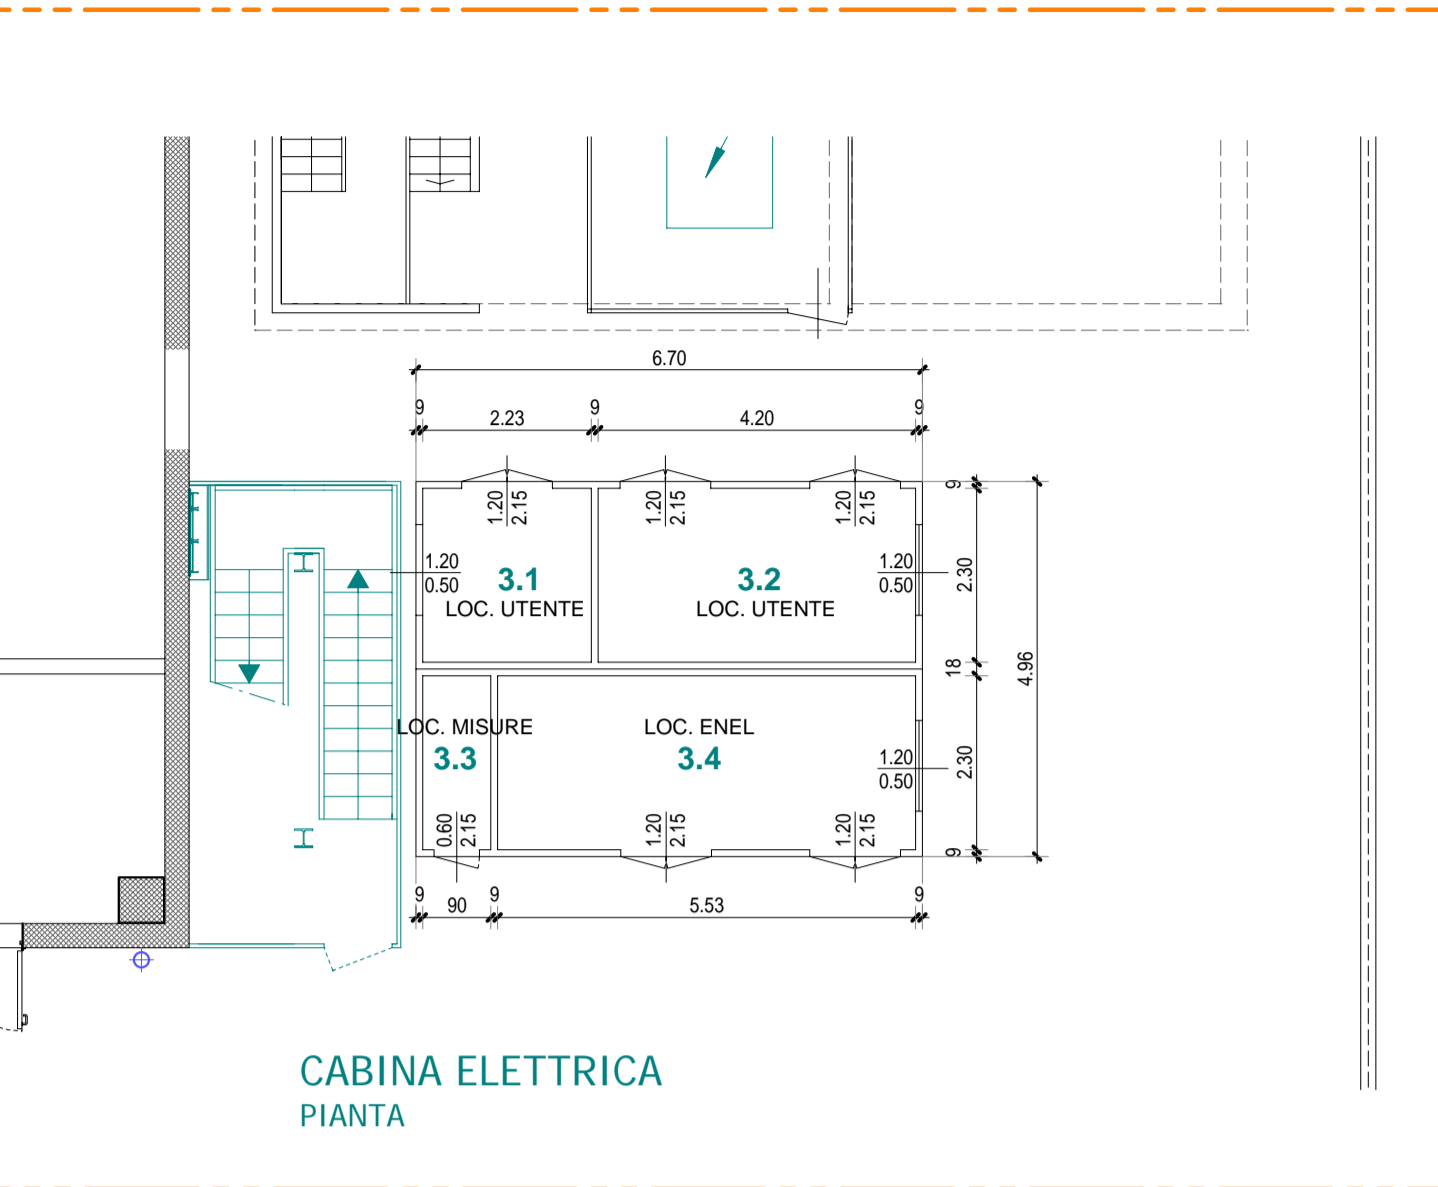 6.70
9 2.23 9 4.20 9
1.20 2.15
1.20 2.15
1.20 2.15
9
1.20
0.50
3.1
LOC. UTENTE
3.2
LOC. UTENTE
1.20
0.50
2.30
18
4.96
LOC. MISURE
3.3
LOC. ENEL
3.4
1.20
0.50
2.30
0.60 2.15
1.20 2.15
1.20 2.15
9
9 90 9 5.53 9
CABINA ELETTRICA
PIANTA